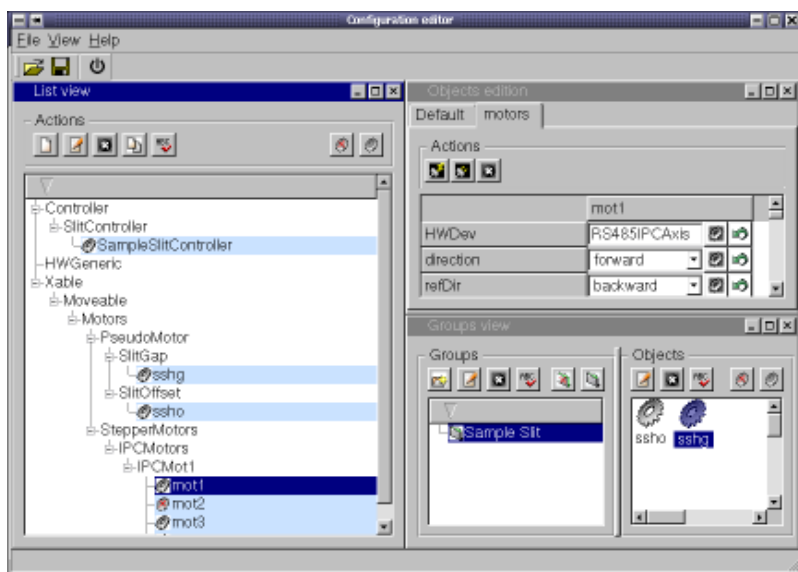 Configuration editor
File View Help
List view
Actions
Controller
SlitController
SampleSlitController
HWGeneric
Xable
Moveable
Motors
PseudoMotor
SlitGap
sshg
SlitOffset
ssho
StepperMotors
IPCMotors
IPCMot1
mot1
mot2
mot3
Objects edition
Default motors
Actions
mot1
HWDev RS485IPCAxis
direction forward
refDir backward
Groups view
Groups
Sample Slit
Objects
ssho sshg